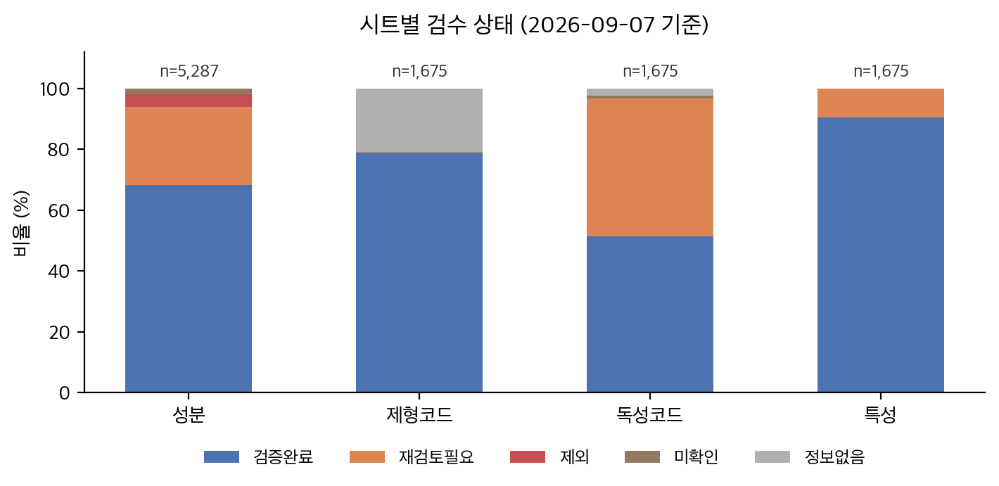 시트별 검수 상태 (2026-09-07 기준)
n=5,287 n=1,675 n=1,675 n=1,675
비율 (%)
100
80
60
40
20
0
성분 제형코드 독성코드 특성
검증완료 재검토필요 제외 미확인 정보없음